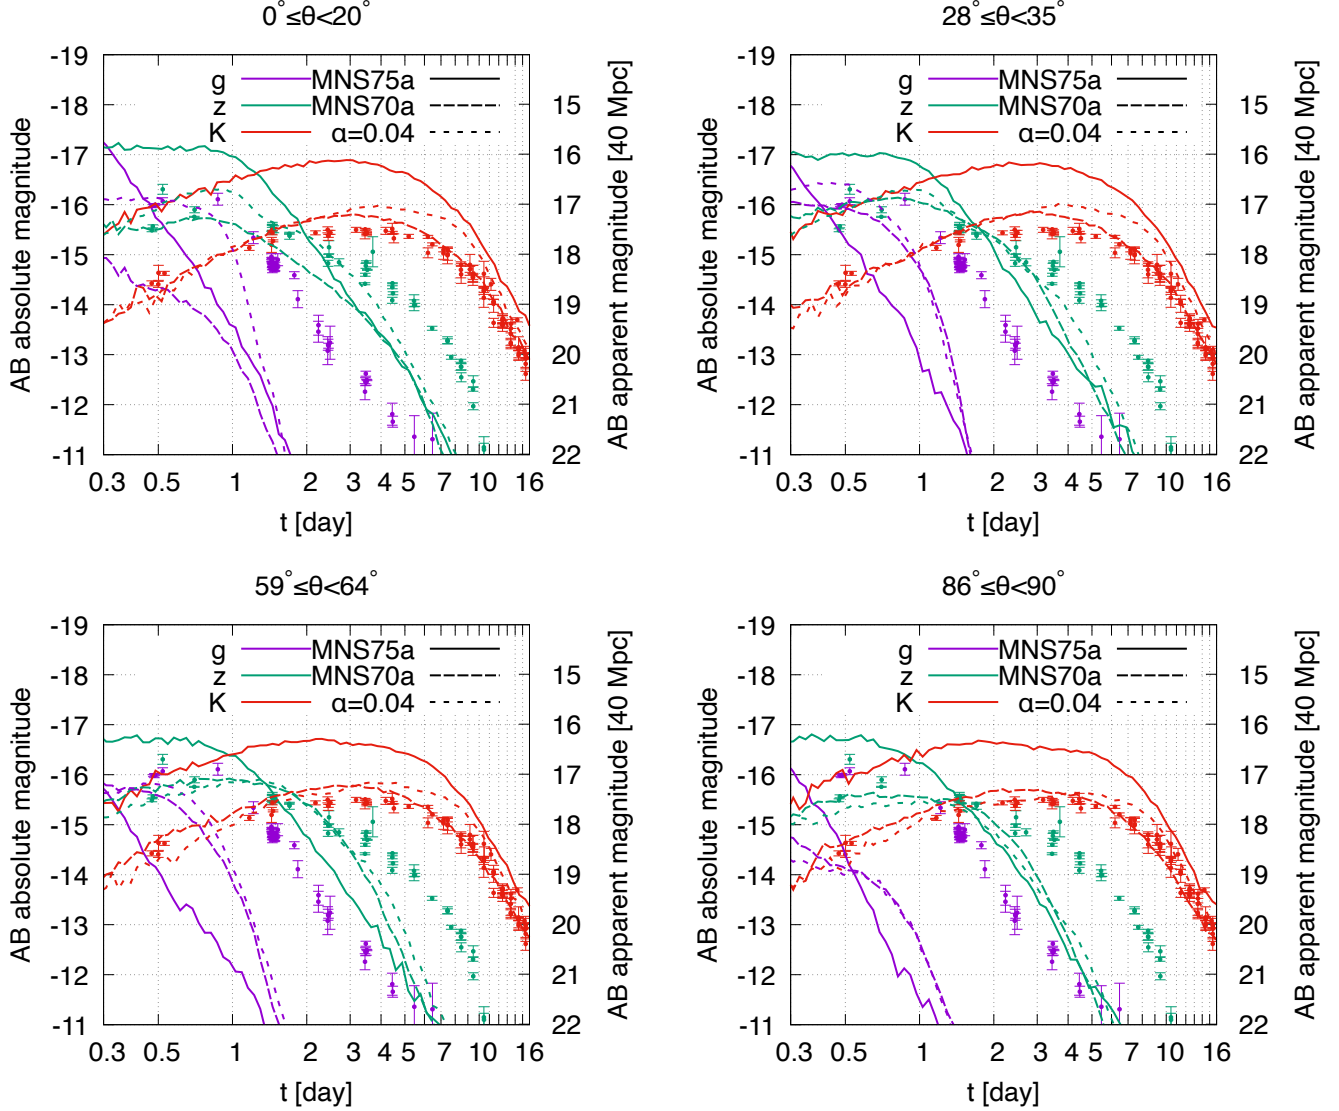 0°≤θ<20°
-19
-18
-17
-16
-15
-14
-13
-12
-11
15
16
17
18
19
20
21
22
g MNS75a
z MNS70a
K α=0.04
0.3 0.5 1 2 3 4 5 7 10 16
AB absolute magnitude
AB apparent magnitude [40 Mpc]
t [day]
28°≤θ<35°
-19
-18
-17
-16
-15
-14
-13
-12
-11
15
16
17
18
19
20
21
22
g MNS75a
z MNS70a
K α=0.04
0.3 0.5 1 2 3 4 5 7 10 16
AB absolute magnitude
AB apparent magnitude [40 Mpc]
t [day]
59°≤θ<64°
-19
-18
-17
-16
-15
-14
-13
-12
-11
15
16
17
18
19
20
21
22
g MNS75a
z MNS70a
K α=0.04
0.3 0.5 1 2 3 4 5 7 10 16
AB absolute magnitude
AB apparent magnitude [40 Mpc]
t [day]
86°≤θ<90°
-19
-18
-17
-16
-15
-14
-13
-12
-11
15
16
17
18
19
20
21
22
g MNS75a
z MNS70a
K α=0.04
0.3 0.5 1 2 3 4 5 7 10 16
AB absolute magnitude
AB apparent magnitude [40 Mpc]
t [day]